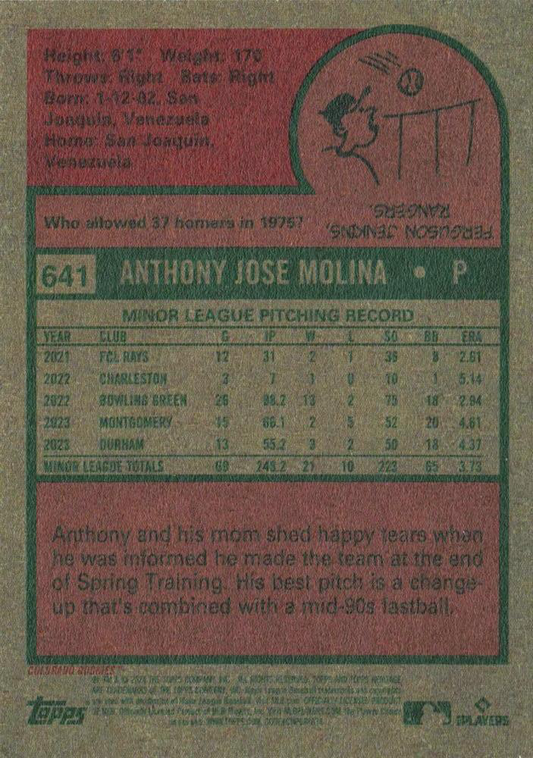 Height: 6'1" Weight: 170
Throws: Right Bats: Right
Born: 1-12-02, San
Joaquin, Venezuela
Home: San Joaquin,
Venezuela
Who allowed 37 homers in 1975?
FERGUSON JENKINS,
RANGERS.
641 ANTHONY JOSE MOLINA • P
MINOR LEAGUE PITCHING RECORD
YEAR CLUB G IP W L SO BB ERA
2021 FCL RAYS 12 31 2 1 36 8 2.61
2022 CHARLESTON 3 7 1 0 10 1 5.14
2022 BOWLING GREEN 26 88.2 13 2 75 18 2.94
2023 MONTGOMERY 15 66.1 2 5 52 20 4.61
2023 DURHAM 13 55.2 3 2 50 18 4.37
MINOR LEAGUE TOTALS 69 248.2 21 10 223 65 3.73
Anthony and his mom shed happy tears when
he was informed he made the team at the end
of Spring Training. His best pitch is a change-
up that's combined with a mid-90s fastball.
COLORADO ROCKIES™
topps
PLAYERS